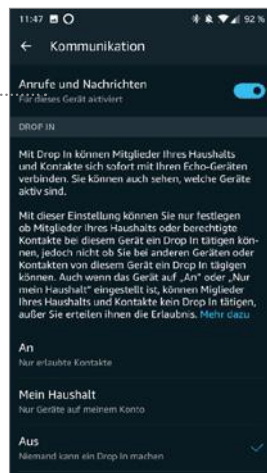 11:47 92 %
← Kommunikation
Anrufe und Nachrichten
Für dieses Gerät aktiviert
DROP IN
Mit Drop In können Mitglieder Ihres Haushalts
und Kontakte sich sofort mit Ihren Echo-Geräten
verbinden. Sie können auch sehen, welche Geräte
aktiv sind.
Mit dieser Einstellung können Sie nur festlegen
ob Mitglieder Ihres Haushalts oder berechtigte
Kontakte bei diesem Gerät ein Drop In tätigen kön-
nen, jedoch nicht ob Sie bei anderen Geräten oder
Kontakten von diesem Gerät ein Drop In tägigen
können. Auch wenn das Gerät auf „An" oder „Nur
mein Haushalt" eingestellt ist, können Miglieder
Ihres Haushalts und Kontakte kein Drop In tätigen,
außer Sie erteilen ihnen die Erlaubnis. Mehr dazu
An
Nur erlaubte Kontakte
Mein Haushalt
Nur Geräte auf meinem Konto
Aus
Niemand kann ein Drop In machen